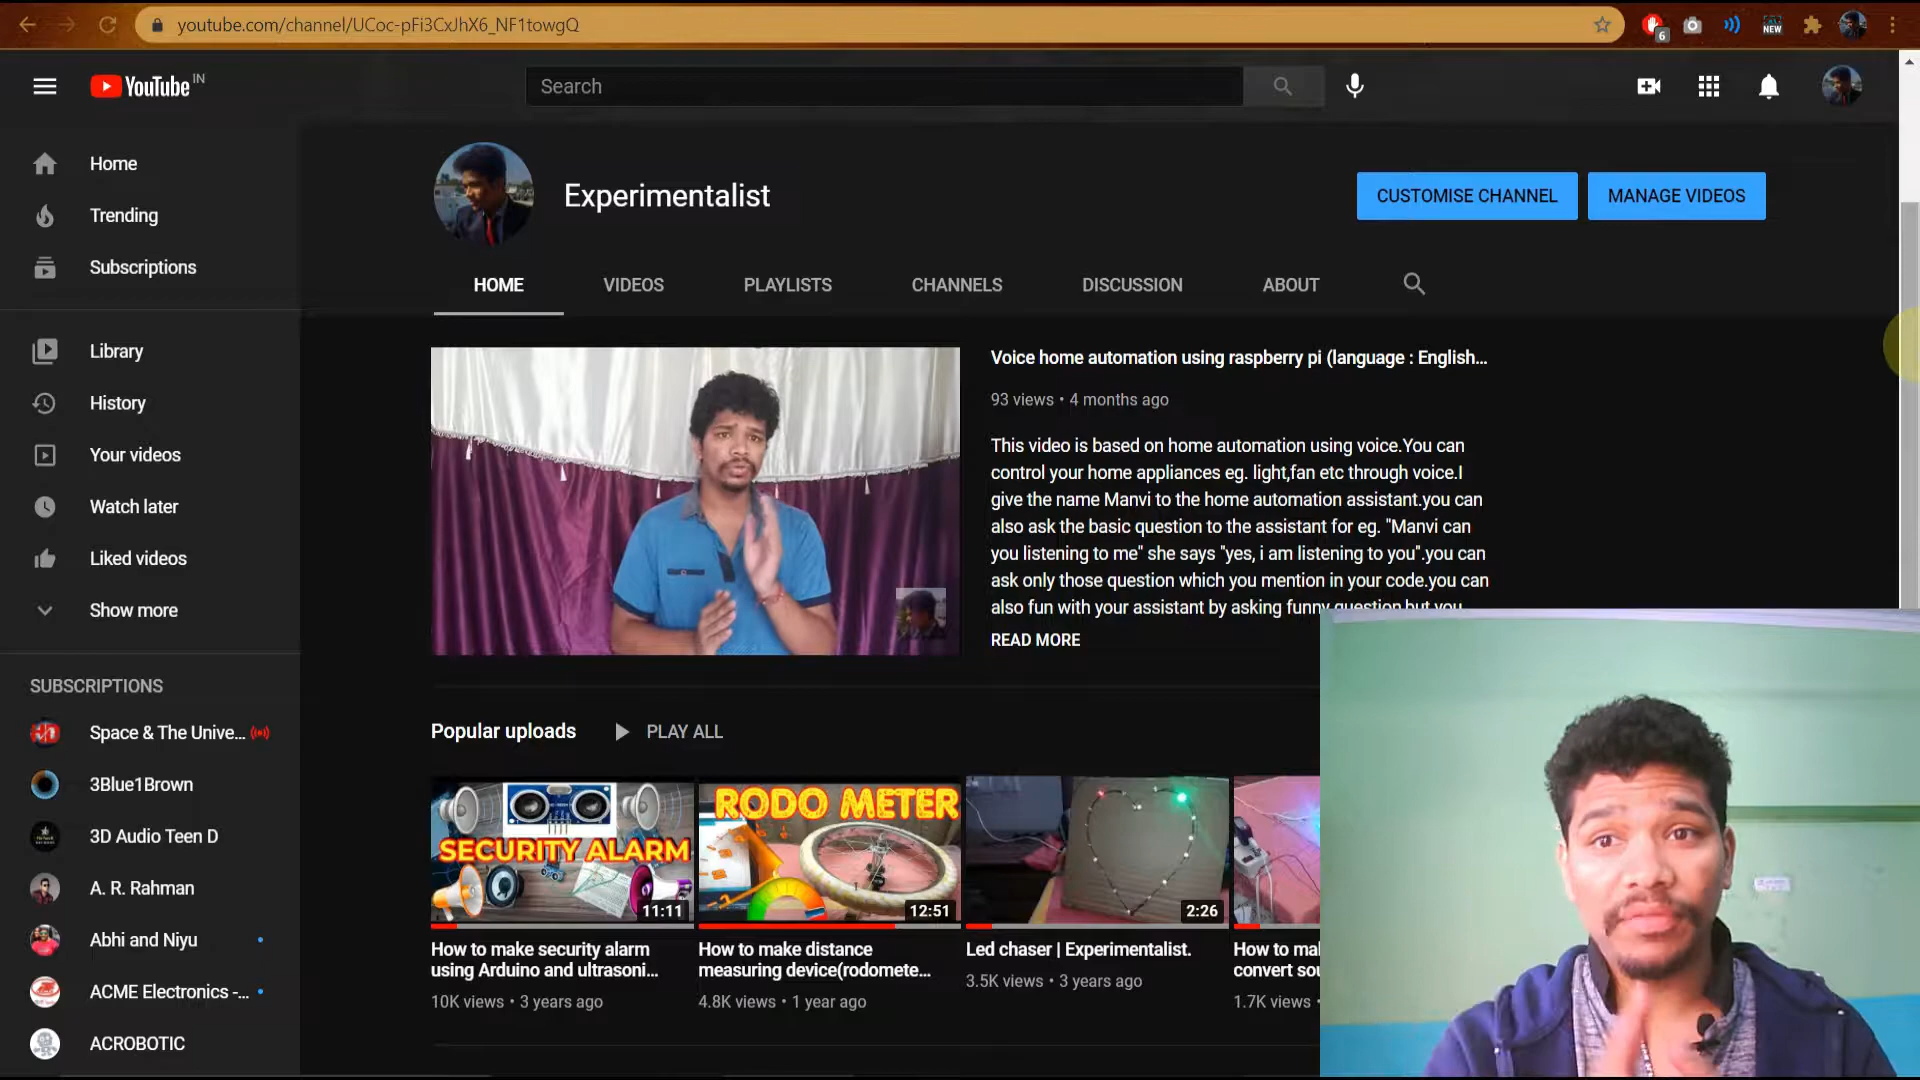 youtube.com/channel/UCoc-pFi3CxJhX6_NF1towgQ
6
NEW
YouTube IN
Search
Home
Trending
Subscriptions
Library
History
Your videos
Watch later
Liked videos
Show more
SUBSCRIPTIONS
Space & The Unive...
3Blue1Brown
3D Audio Teen D
A. R. Rahman
Abhi and Niyu
ACME Electronics -...
ACROBOTIC
Experimentalist
CUSTOMISE CHANNEL
MANAGE VIDEOS
HOME
VIDEOS
PLAYLISTS
CHANNELS
DISCUSSION
ABOUT
Voice home automation using raspberry pi (language : English...
93 views • 4 months ago
This video is based on home automation using voice.You can
control your home appliances eg. light,fan etc through voice.I
give the name Manvi to the home automation assistant.you can
also ask the basic question to the assistant for eg. "Manvi can
you listening to me" she says "yes, i am listening to you".you can
ask only those question which you mention in your code.you can
also fun with your assistant by asking funny question but you
READ MORE
Popular uploads
PLAY ALL
SECURITY ALARM
11:11
How to make security alarm
using Arduino and ultrasoni...
10K views • 3 years ago
RODO METER
12:51
How to make distance
measuring device(rodomete...
4.8K views • 1 year ago
2:26
Led chaser | Experimentalist.
3.5K views • 3 years ago
How to
convert
1.7K views •